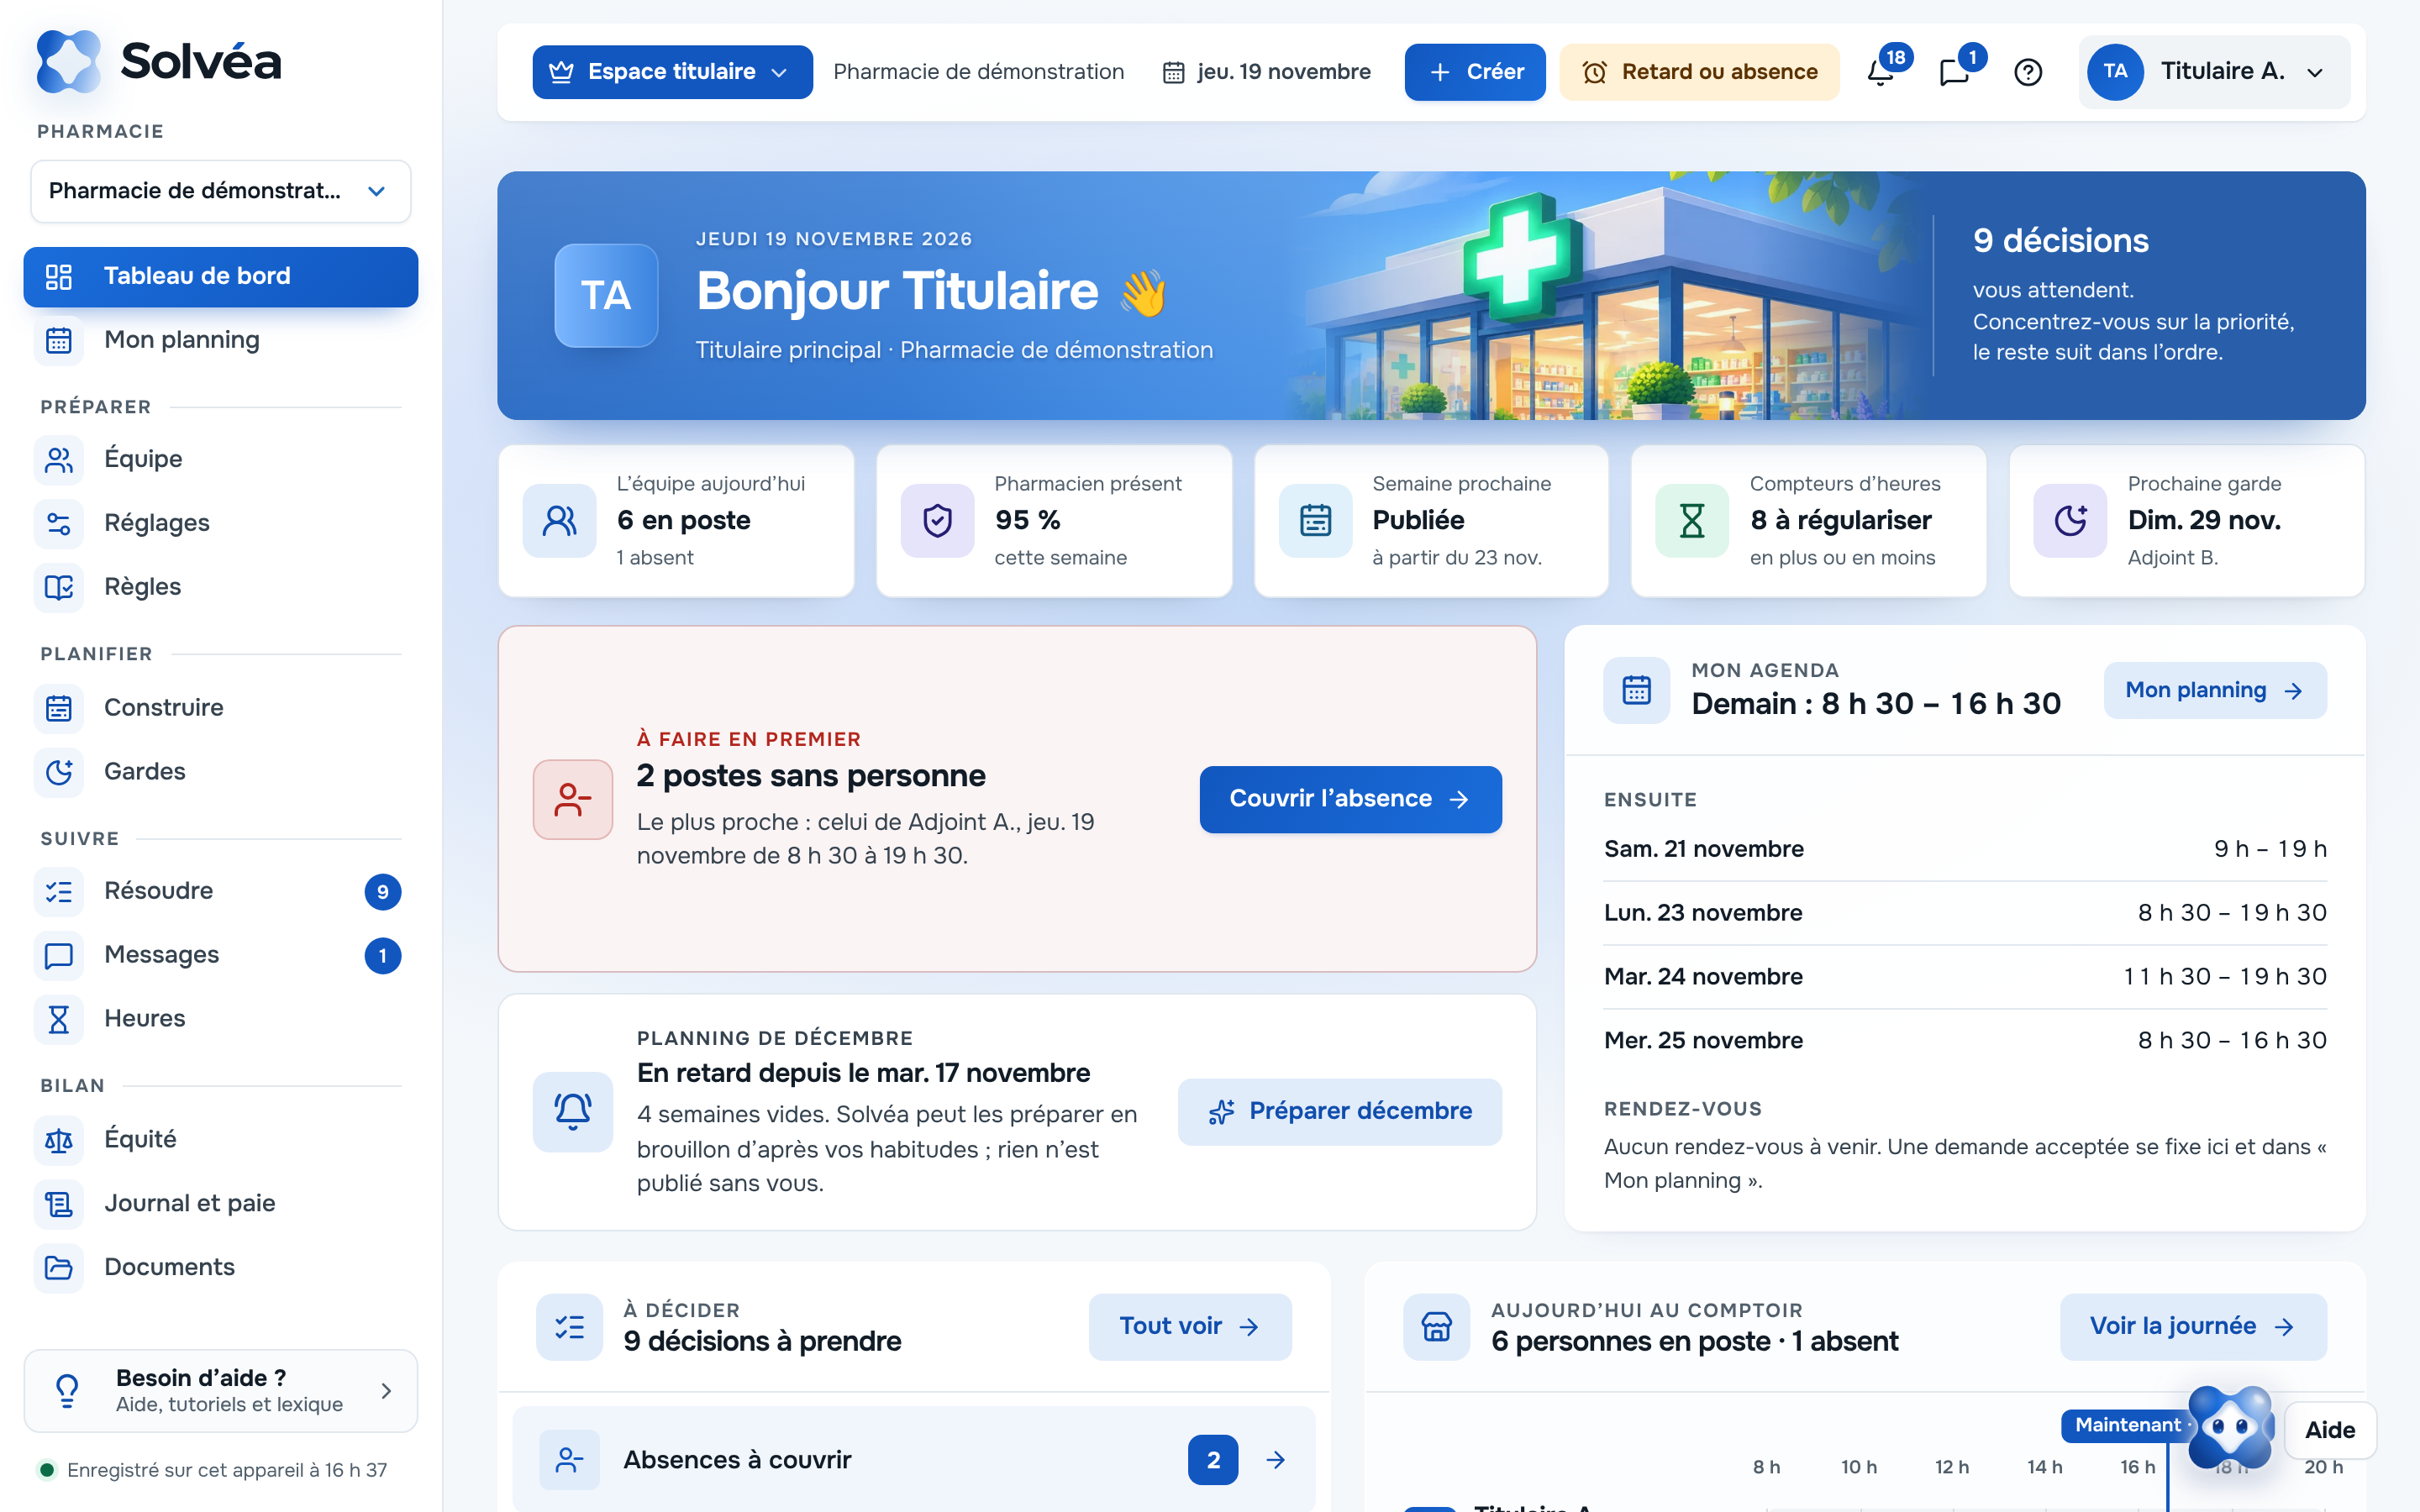 Solvéa
PHARMACIE
Pharmacie de démonstrat...
Tableau de bord
Mon planning
PRÉPARER
Équipe
Réglages
Règles
PLANIFIER
Construire
Gardes
SUIVRE
Résoudre
9
Messages
1
Heures
BILAN
Équité
Journal et paie
Documents
Besoin d’aide ?
Aide, tutoriels et lexique
Enregistré sur cet appareil à 16 h 37
Espace titulaire
Pharmacie de démonstration
jeu. 19 novembre
Créer
Retard ou absence
18
1
TA
Titulaire A.
TA
JEUDI 19 NOVEMBRE 2026
Bonjour Titulaire 👋
Titulaire principal · Pharmacie de démonstration
9 décisions
vous attendent.
Concentrez-vous sur la priorité,
le reste suit dans l’ordre.
L’équipe aujourd’hui
6 en poste
1 absent
Pharmacien présent
95 %
cette semaine
Semaine prochaine
Publiée
à partir du 23 nov.
Compteurs d’heures
8 à régulariser
en plus ou en moins
Prochaine garde
Dim. 29 nov.
Adjoint B.
À FAIRE EN PREMIER
2 postes sans personne
Le plus proche : celui de Adjoint A., jeu. 19
novembre de 8 h 30 à 19 h 30.
Couvrir l’absence
PLANNING DE DÉCEMBRE
En retard depuis le mar. 17 novembre
4 semaines vides. Solvéa peut les préparer en
brouillon d’après vos habitudes ; rien n’est
publié sans vous.
Préparer décembre
MON AGENDA
Demain : 8 h 30 – 16 h 30
Mon planning
ENSUITE
Sam. 21 novembre
9 h – 19 h
Lun. 23 novembre
8 h 30 – 19 h 30
Mar. 24 novembre
11 h 30 – 19 h 30
Mer. 25 novembre
8 h 30 – 16 h 30
RENDEZ-VOUS
Aucun rendez-vous à venir. Une demande acceptée se fixe ici et dans «
Mon planning ».
À DÉCIDER
9 décisions à prendre
Tout voir
Absences à couvrir
2
AUJOURD’HUI AU COMPTOIR
6 personnes en poste · 1 absent
Voir la journée
Maintenant ·
Aide
8 h
10 h
12 h
14 h
16 h
18 h
20 h
Titulaire A.